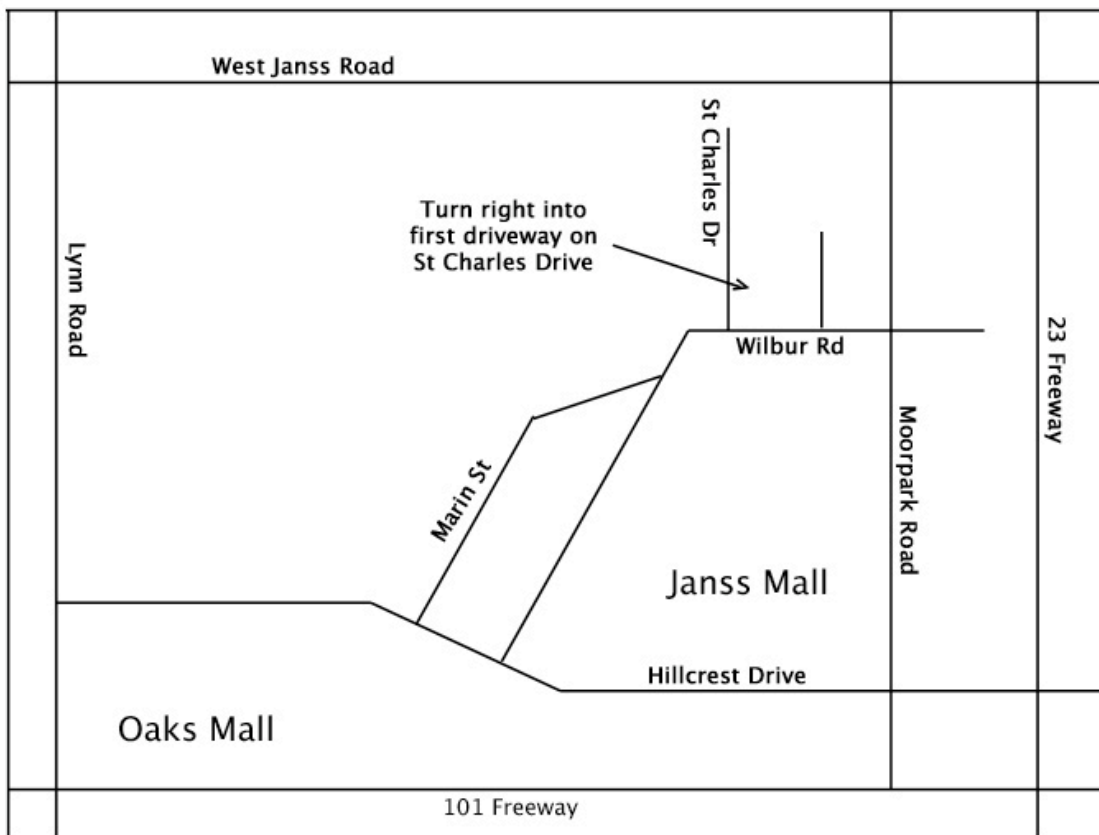 West Janss Road
St Charles Dr
Turn right into
first driveway on
St Charles Drive
Lynn Road
23 Freeway
Wilbur Rd
Moorpark Road
Marin St
Janss Mall
Hillcrest Drive
Oaks Mall
101 Freeway